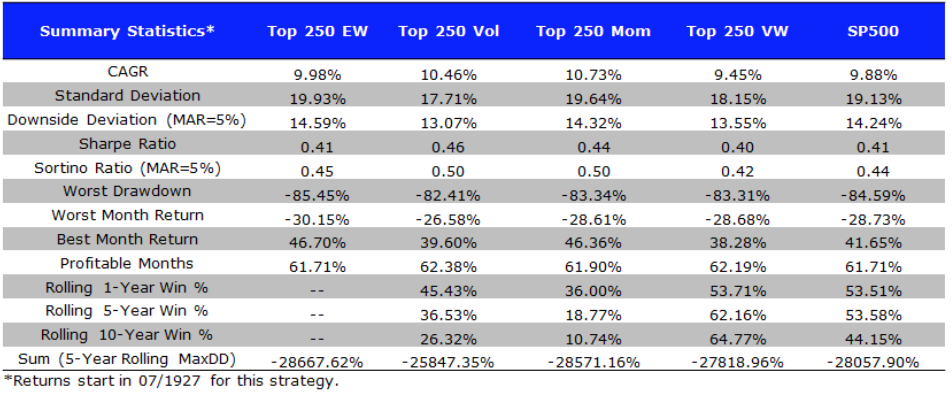 Summary Statistics* Top 250 EW Top 250 Vol Top 250 Mom Top 250 VW SP500
CAGR 9.98% 10.46% 10.73% 9.45% 9.88%
Standard Deviation 19.93% 17.71% 19.64% 18.15% 19.13%
Downside Deviation (MAR=5%) 14.59% 13.07% 14.32% 13.55% 14.24%
Sharpe Ratio 0.41 0.46 0.44 0.40 0.41
Sortino Ratio (MAR=5%) 0.45 0.50 0.50 0.42 0.44
Worst Drawdown -85.45% -82.41% -83.34% -83.31% -84.59%
Worst Month Return -30.15% -26.58% -28.61% -28.68% -28.73%
Best Month Return 46.70% 39.60% 46.36% 38.28% 41.65%
Profitable Months 61.71% 62.38% 61.90% 62.19% 61.71%
Rolling 1-Year Win % -- 45.43% 36.00% 53.71% 53.51%
Rolling 5-Year Win % -- 36.53% 18.77% 62.16% 53.58%
Rolling 10-Year Win % -- 26.32% 10.74% 64.77% 44.15%
Sum (5-Year Rolling MaxDD) -28667.62% -25847.35% -28571.16% -27818.96% -28057.90%
*Returns start in 07/1927 for this strategy.